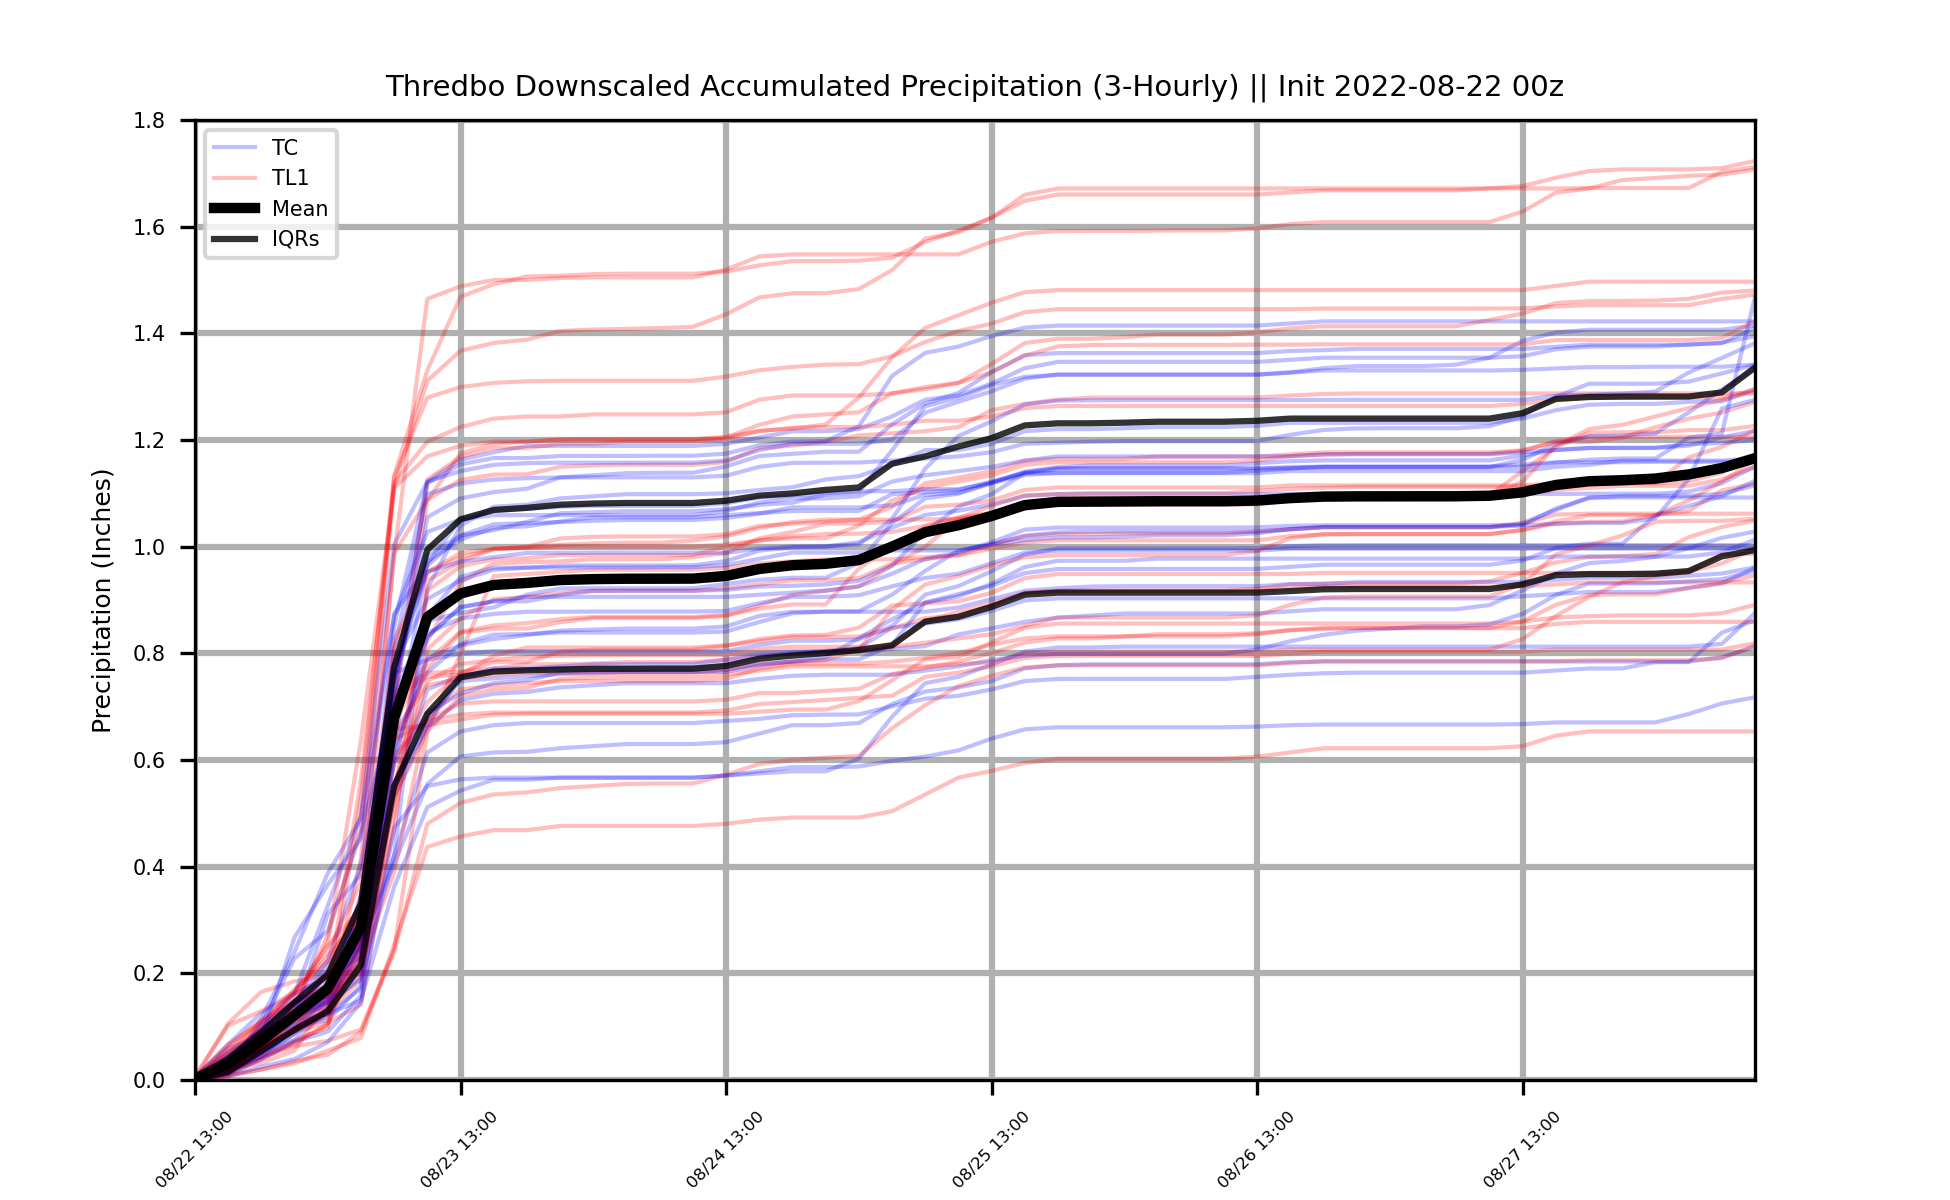 Thredbo Downscaled Accumulated Precipitation (3-Hourly) || Init 2022-08-22 00z
1.8
1.6
1.4
1.2
1.0
0.8
0.6
0.4
0.2
0.0
Precipitation (Inches)
TC
TL1
Mean
IQRs
08/22 13:00
08/23 13:00
08/24 13:00
08/25 13:00
08/26 13:00
08/27 13:00